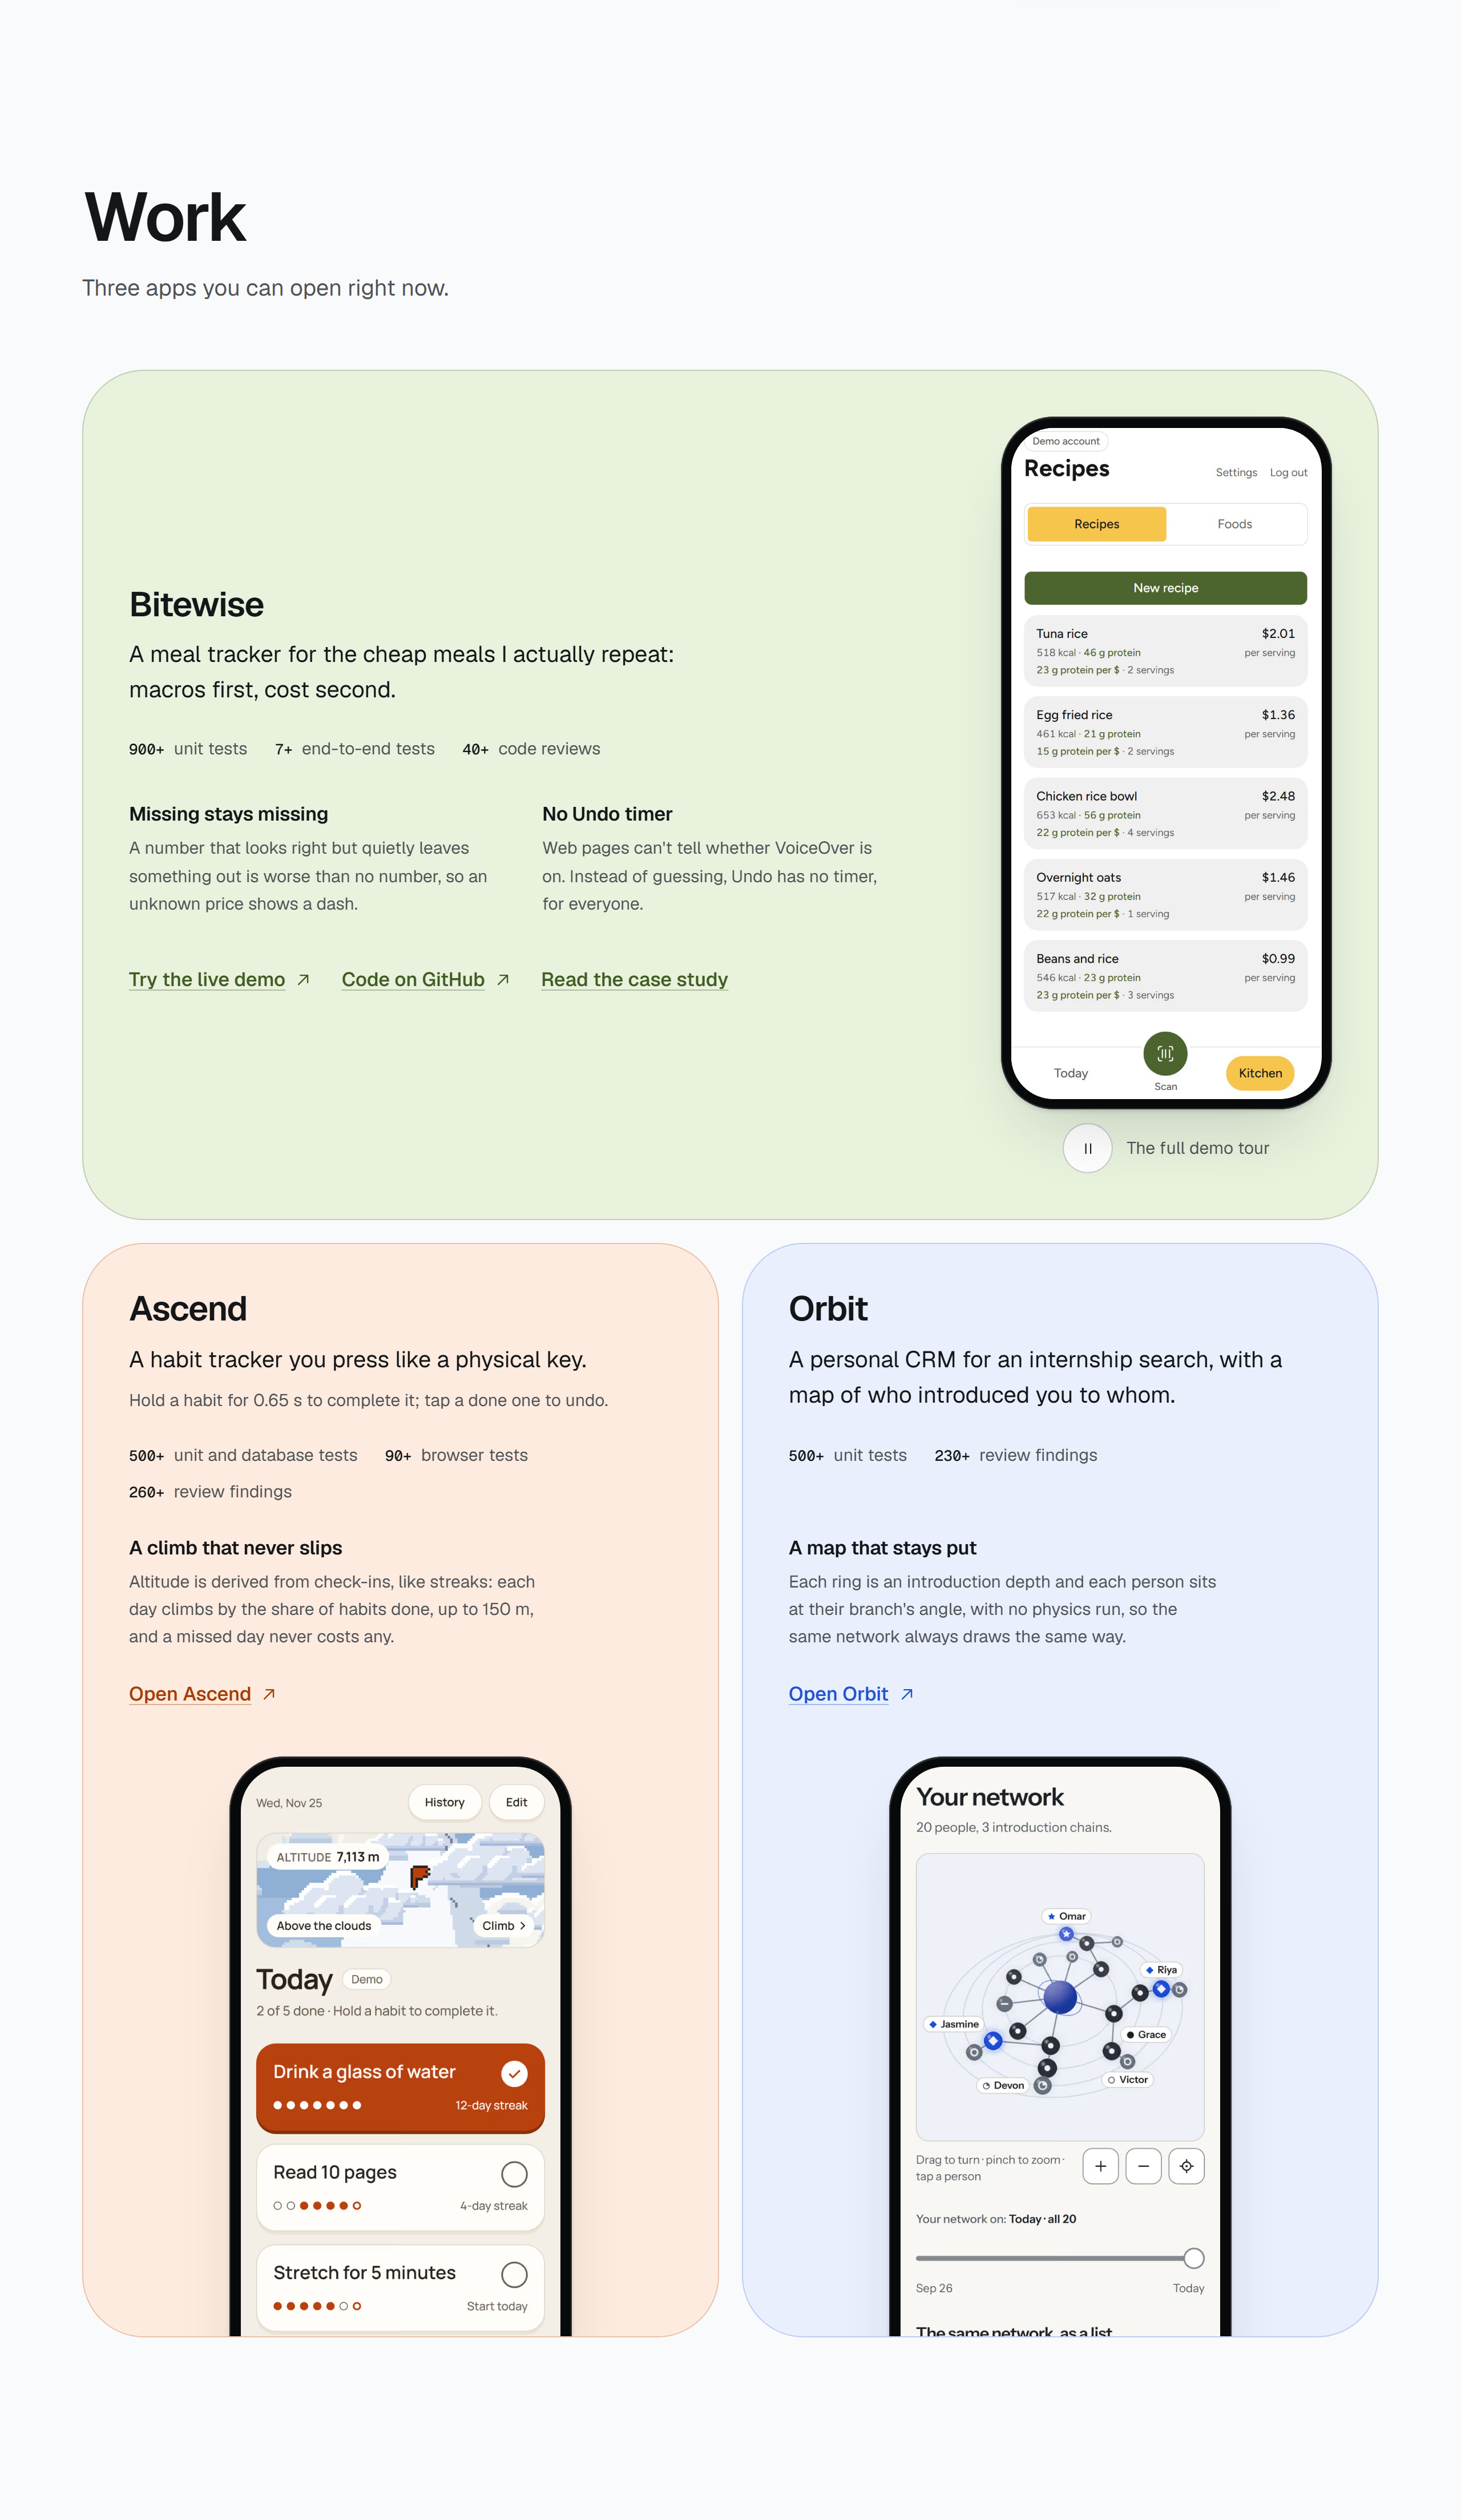 Work
Three apps you can open right now.
Bitewise
A meal tracker for the cheap meals I actually repeat:
macros first, cost second.
900+ unit tests 7+ end-to-end tests 40+ code reviews
Missing stays missing
A number that looks right but quietly leaves
something out is worse than no number, so an
unknown price shows a dash.
No Undo timer
Web pages can't tell whether VoiceOver is
on. Instead of guessing, Undo has no timer,
for everyone.
Try the live demo Code on GitHub Read the case study
Demo account
Recipes Settings Log out
Recipes Foods
New recipe
Tuna rice $2.01
518 kcal · 46 g protein per serving
23 g protein per $ · 2 servings
Egg fried rice $1.36
461 kcal · 21 g protein per serving
15 g protein per $ · 2 servings
Chicken rice bowl $2.48
653 kcal · 56 g protein per serving
22 g protein per $ · 4 servings
Overnight oats $1.46
517 kcal · 32 g protein per serving
22 g protein per $ · 1 serving
Beans and rice $0.99
546 kcal · 23 g protein per serving
23 g protein per $ · 3 servings
Today Scan Kitchen
The full demo tour
Ascend
A habit tracker you press like a physical key.
Hold a habit for 0.65 s to complete it; tap a done one to undo.
500+ unit and database tests 90+ browser tests
260+ review findings
A climb that never slips
Altitude is derived from check-ins, like streaks: each
day climbs by the share of habits done, up to 150 m,
and a missed day never costs any.
Open Ascend
Wed, Nov 25 History Edit
ALTITUDE 7,113 m
Above the clouds Climb
Today Demo
2 of 5 done · Hold a habit to complete it.
Drink a glass of water
12-day streak
Read 10 pages
4-day streak
Stretch for 5 minutes
Start today
Orbit
A personal CRM for an internship search, with a
map of who introduced you to whom.
500+ unit tests 230+ review findings
A map that stays put
Each ring is an introduction depth and each person sits
at their branch's angle, with no physics run, so the
same network always draws the same way.
Open Orbit
Your network
20 people, 3 introduction chains.
Omar
Riya
Jasmine
Grace
Devon
Victor
Drag to turn · pinch to zoom ·
tap a person
Your network on: Today · all 20
Sep 26 Today
The same network, as a list